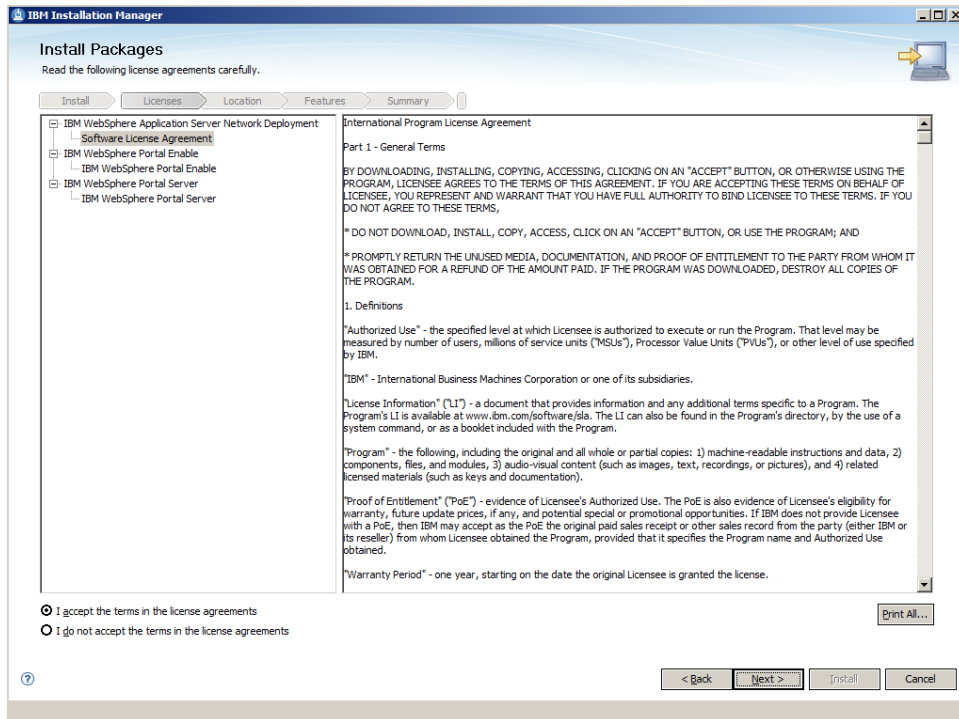 IBM Installation Manager
Install Packages
Read the following license agreements carefully.
Install
Licenses
Location
Features
Summary
IBM WebSphere Application Server Network Deployment
Software License Agreement
IBM WebSphere Portal Enable
IBM WebSphere Portal Enable
IBM WebSphere Portal Server
IBM WebSphere Portal Server
International Program License Agreement
Part 1 - General Terms
BY DOWNLOADING, INSTALLING, COPYING, ACCESSING, CLICKING ON AN "ACCEPT" BUTTON, OR OTHERWISE USING THE
PROGRAM, LICENSEE AGREES TO THE TERMS OF THIS AGREEMENT. IF YOU ARE ACCEPTING THESE TERMS ON BEHALF OF
LICENSEE, YOU REPRESENT AND WARRANT THAT YOU HAVE FULL AUTHORITY TO BIND LICENSEE TO THESE TERMS. IF YOU
DO NOT AGREE TO THESE TERMS,
* DO NOT DOWNLOAD, INSTALL, COPY, ACCESS, CLICK ON AN "ACCEPT" BUTTON, OR USE THE PROGRAM; AND
* PROMPTLY RETURN THE UNUSED MEDIA, DOCUMENTATION, AND PROOF OF ENTITLEMENT TO THE PARTY FROM WHOM IT
WAS OBTAINED FOR A REFUND OF THE AMOUNT PAID. IF THE PROGRAM WAS DOWNLOADED, DESTROY ALL COPIES OF
THE PROGRAM.
1. Definitions
"Authorized Use" - the specified level at which Licensee is authorized to execute or run the Program. That level may be
measured by number of users, millions of service units ("MSUs"), Processor Value Units ("PVUs"), or other level of use specified
by IBM.
"IBM" - International Business Machines Corporation or one of its subsidiaries.
"License Information" ("LI") - a document that provides information and any additional terms specific to a Program. The
Program's LI is available at www.ibm.com/software/sla. The LI can also be found in the Program's directory, by the use of a
system command, or as a booklet included with the Program.
"Program" - the following, including the original and all whole or partial copies: 1) machine-readable instructions and data, 2)
components, files, and modules, 3) audio-visual content (such as images, text, recordings, or pictures), and 4) related
licensed materials (such as keys and documentation).
"Proof of Entitlement" ("PoE") - evidence of Licensee's Authorized Use. The PoE is also evidence of Licensee's eligibility for
warranty, future update prices, if any, and potential special or promotional opportunities. If IBM does not provide Licensee
with a PoE, then IBM may accept as the PoE the original paid sales receipt or other sales record from the party (either IBM or
its reseller) from whom Licensee obtained the Program, provided that it specifies the Program name and Authorized Use
obtained.
"Warranty Period" - one year, starting on the date the original Licensee is granted the license.
I accept the terms in the license agreements
I do not accept the terms in the license agreements
Print All...
?
< Back
Next >
Install
Cancel